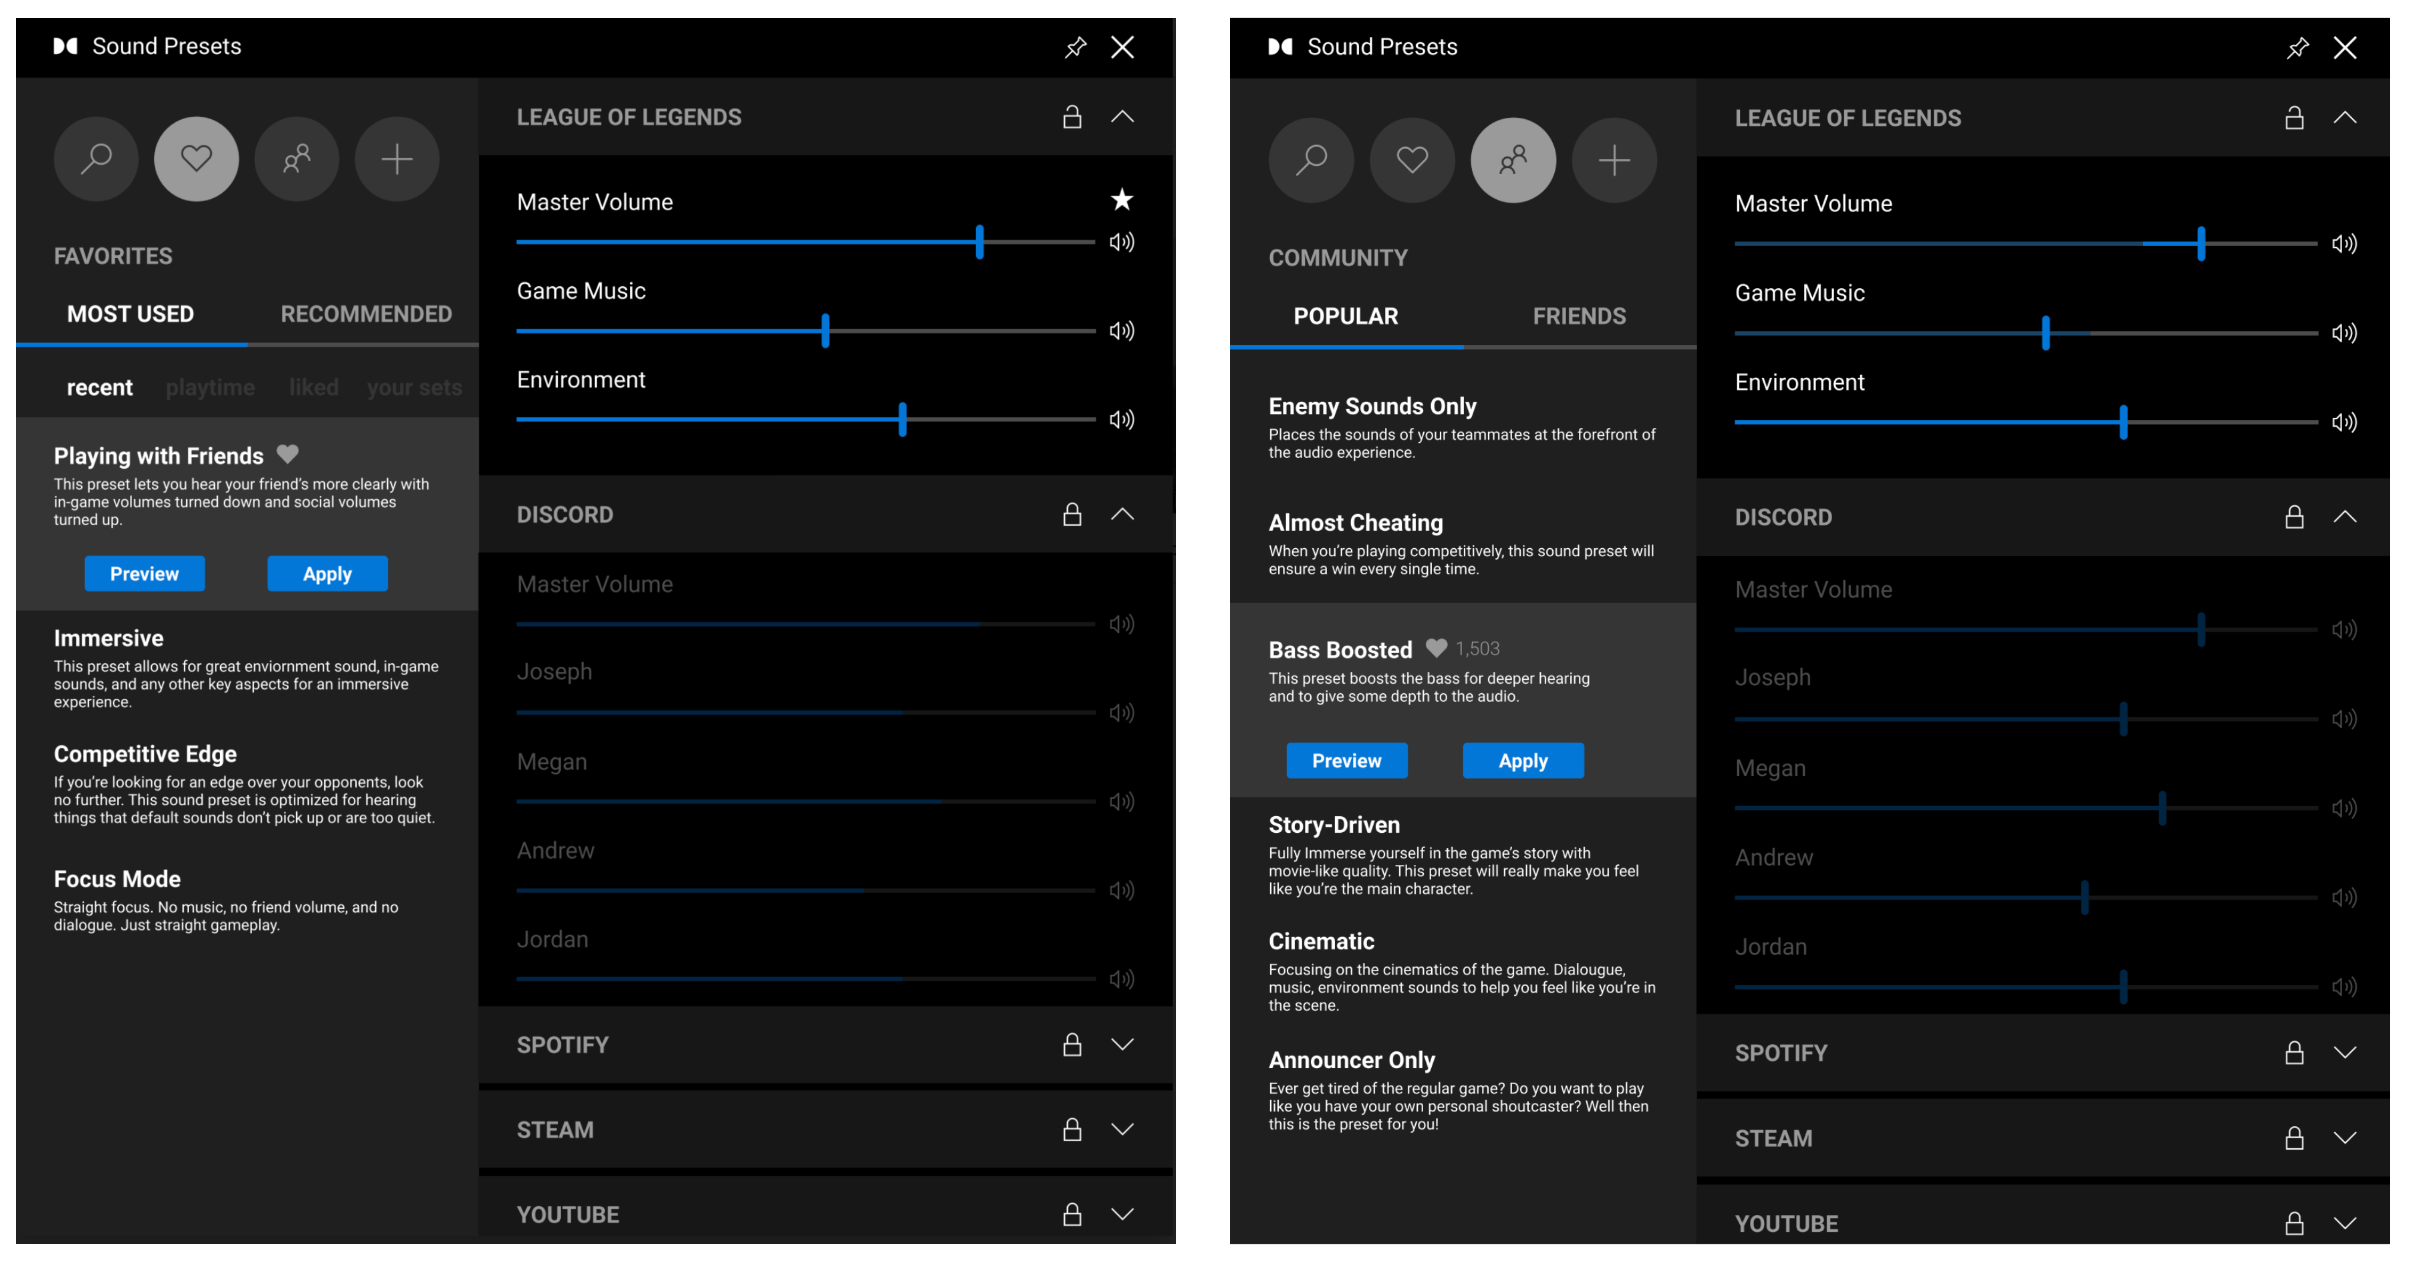 Sound Presets
FAVORITES
MOST USED RECOMMENDED
recent playtime liked your sets
Playing with Friends
This preset lets you hear your friend's more clearly with
in-game volumes turned down and social volumes
turned up.
Preview Apply
Immersive
This preset allows for great enviornment sound, in-game
sounds, and any other key aspects for an immersive
experience.
Competitive Edge
If you're looking for an edge over your opponents, look
no further. This sound preset is optimized for hearing
things that default sounds don't pick up or are too quiet.
Focus Mode
Straight focus. No music, no friend volume, and no
dialogue. Just straight gameplay.
LEAGUE OF LEGENDS
Master Volume
Game Music
Environment
DISCORD
Master Volume
Joseph
Megan
Andrew
Jordan
SPOTIFY
STEAM
YOUTUBE
Sound Presets
COMMUNITY
POPULAR FRIENDS
Enemy Sounds Only
Places the sounds of your teammates at the forefront of
the audio experience.
Almost Cheating
When you're playing competitively, this sound preset will
ensure a win every single time.
Bass Boosted 1,503
This preset boosts the bass for deeper hearing
and to give some depth to the audio.
Preview Apply
Story-Driven
Fully Immerse yourself in the game's story with
movie-like quality. This preset will really make you feel
like you're the main character.
Cinematic
Focusing on the cinematics of the game. Dialougue,
music, environment sounds to help you feel like you're in
the scene.
Announcer Only
Ever get tired of the regular game? Do you want to play
like you have your own personal shoutcaster? Well then
this is the preset for you!
LEAGUE OF LEGENDS
Master Volume
Game Music
Environment
DISCORD
Master Volume
Joseph
Megan
Andrew
Jordan
SPOTIFY
STEAM
YOUTUBE